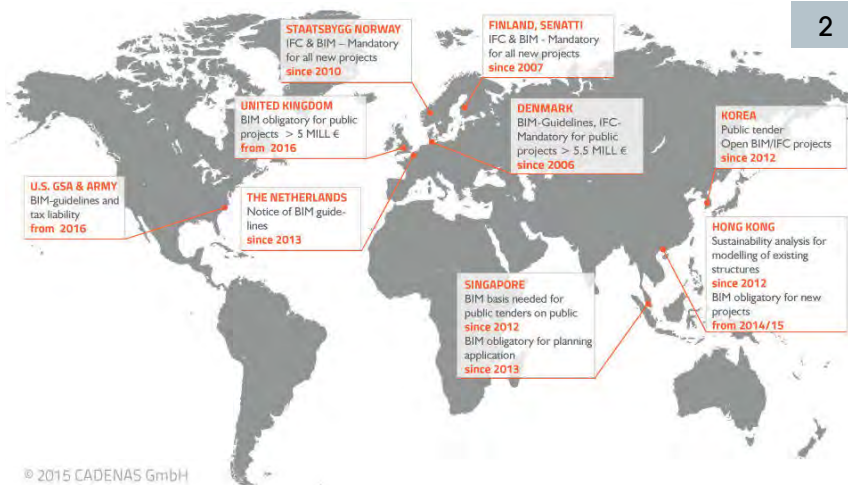 2
STAATSBYGG NORWAY
IFC & BIM – Mandatory
for all new projects
since 2010
FINLAND, SENATTI
IFC & BIM - Mandatory
for all new projects
since 2007
UNITED KINGDOM
BIM obligatory for public
projects > 5 MILL €
from 2016
DENMARK
BIM-Guidelines, IFC-
Mandatory for public
projects > 5.5 MILL €
since 2006
KOREA
Public tender
Open BIM/IFC projects
since 2012
U.S. GSA & ARMY
BIM-guidelines and
tax liability
from 2016
THE NETHERLANDS
Notice of BIM guide-
lines
since 2013
HONG KONG
Sustainability analysis for
modelling of existing
structures
since 2012
BIM obligatory for new
projects
from 2014/15
SINGAPORE
BIM basis needed for
public tenders on public
since 2012
BIM obligatory for planning
application
since 2013
© 2015 CADENAS GmbH